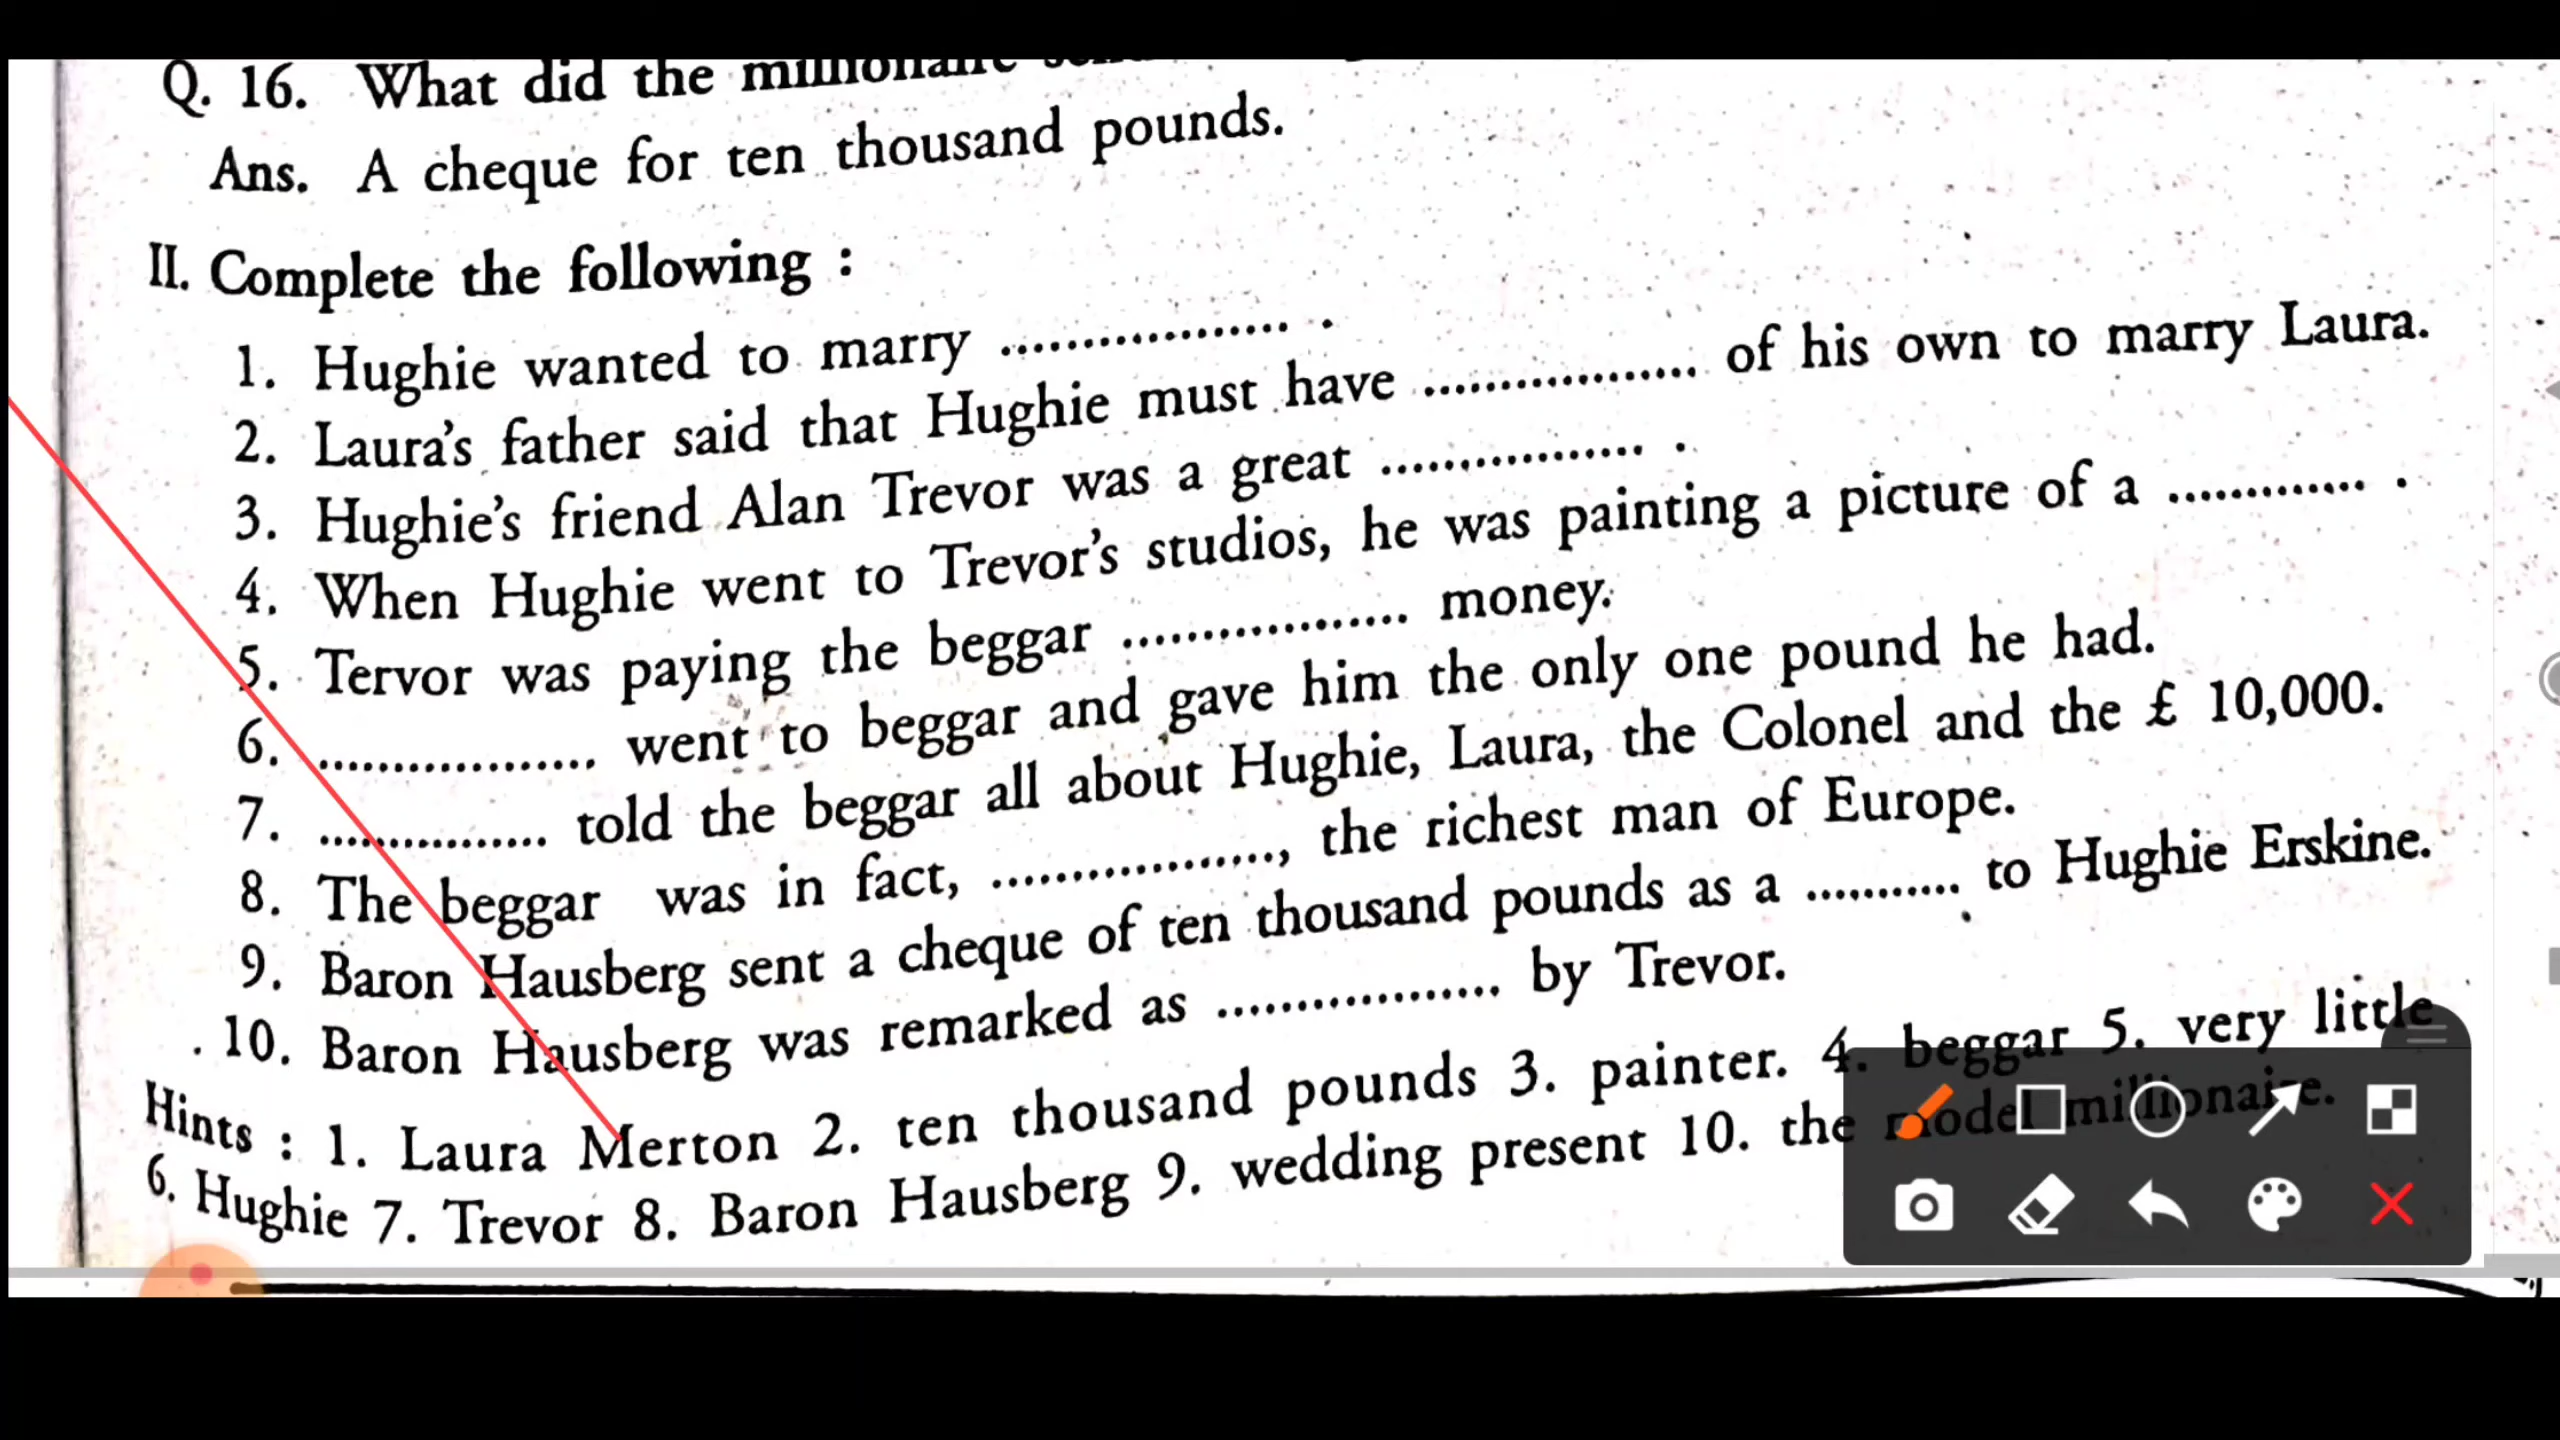 Q. 16. What did the millionaire
Ans. A cheque for ten thousand pounds.
II. Complete the following :
1. Hughie wanted to marry .................. .
2. Laura's father said that Hughie must have .................. of his own to marry Laura.
3. Hughie's friend Alan Trevor was a great ................. .
4. When Hughie went to Trevor's studios, he was painting a picture of a ............. .
5. Tervor was paying the beggar .................. money.
6. .................. went to beggar and gave him the only one pound he had.
7. ............... told the beggar all about Hughie, Laura, the Colonel and the £ 10,000.
8. The beggar was in fact, .................., the richest man of Europe.
9. Baron Hausberg sent a cheque of ten thousand pounds as a ........... to Hughie Erskine.
10. Baron Hausberg was remarked as .................. by Trevor.
Hints : 1. Laura Merton 2. ten thousand pounds 3. painter. 4. beggar 5. very little
6. Hughie 7. Trevor 8. Baron Hausberg 9. wedding present 10. the model millionaire.